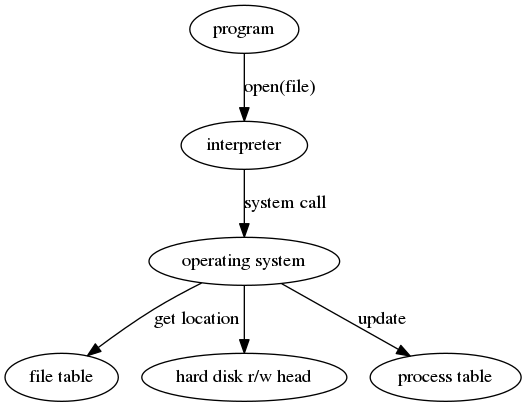 program
open(file)
interpreter
system call
operating system
get location
update
file table
hard disk r/w head
process table